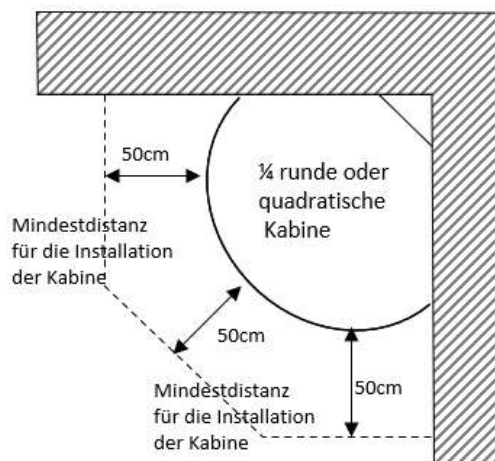 50cm
¼ runde oder
quadratische
Kabine
Mindestdistanz
für die Installation
der Kabine
50cm
50cm
Mindestdistanz
für die Installation
der Kabine